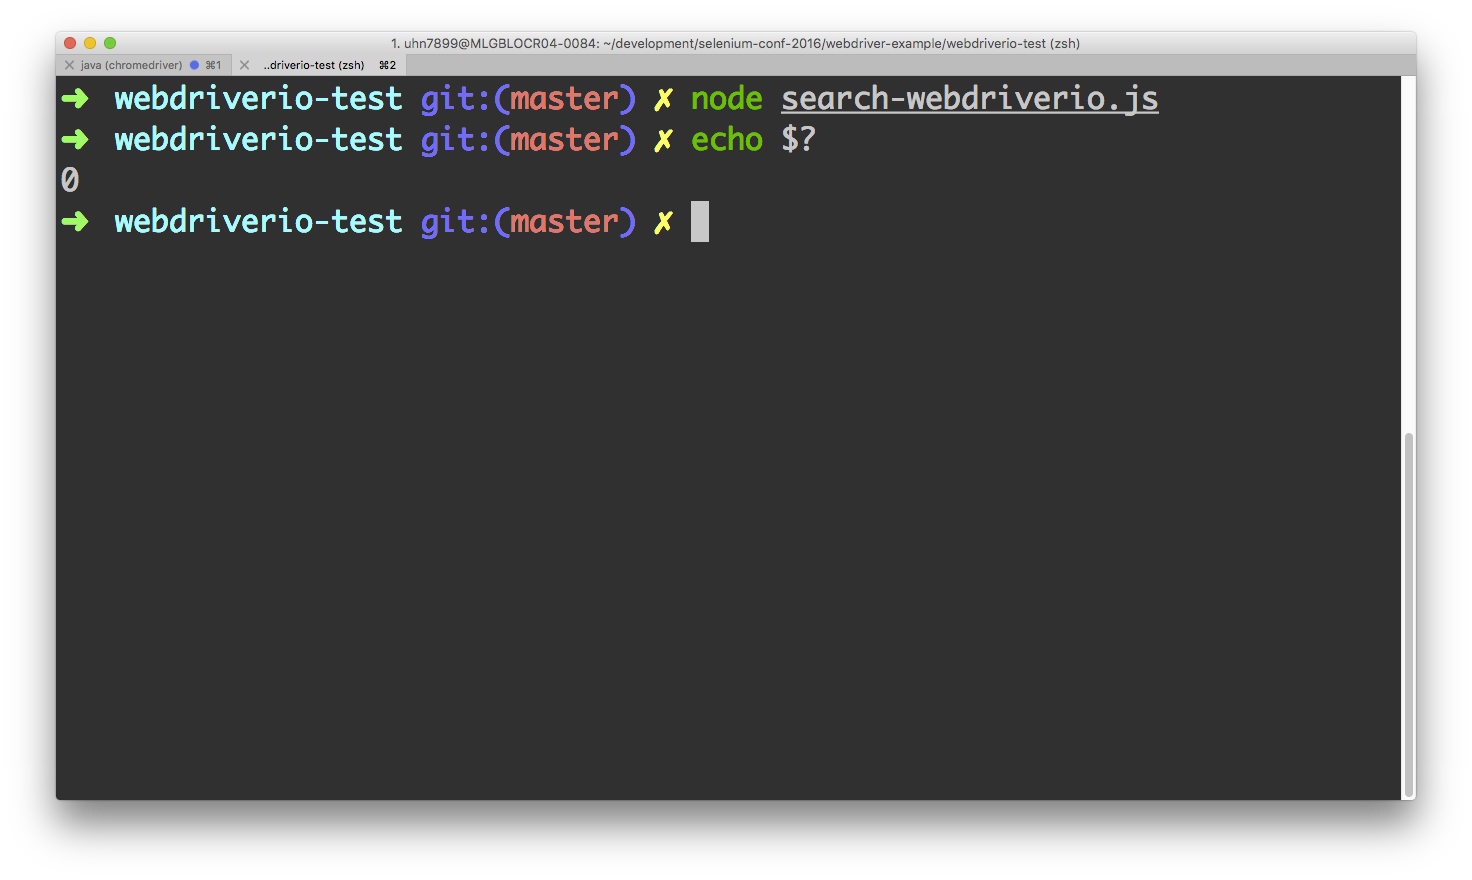 1. uhn7899@MLGBLOCR04-0084: ~/development/selenium-conf-2016/webdriver-example/webdriverio-test (zsh)
✕ java (chromedriver) ● ⌘1 ✕ ..driverio-test (zsh) ⌘2
➜ webdriverio-test git:(master) ✗ node search-webdriverio.js
➜ webdriverio-test git:(master) ✗ echo $?
0
➜ webdriverio-test git:(master) ✗